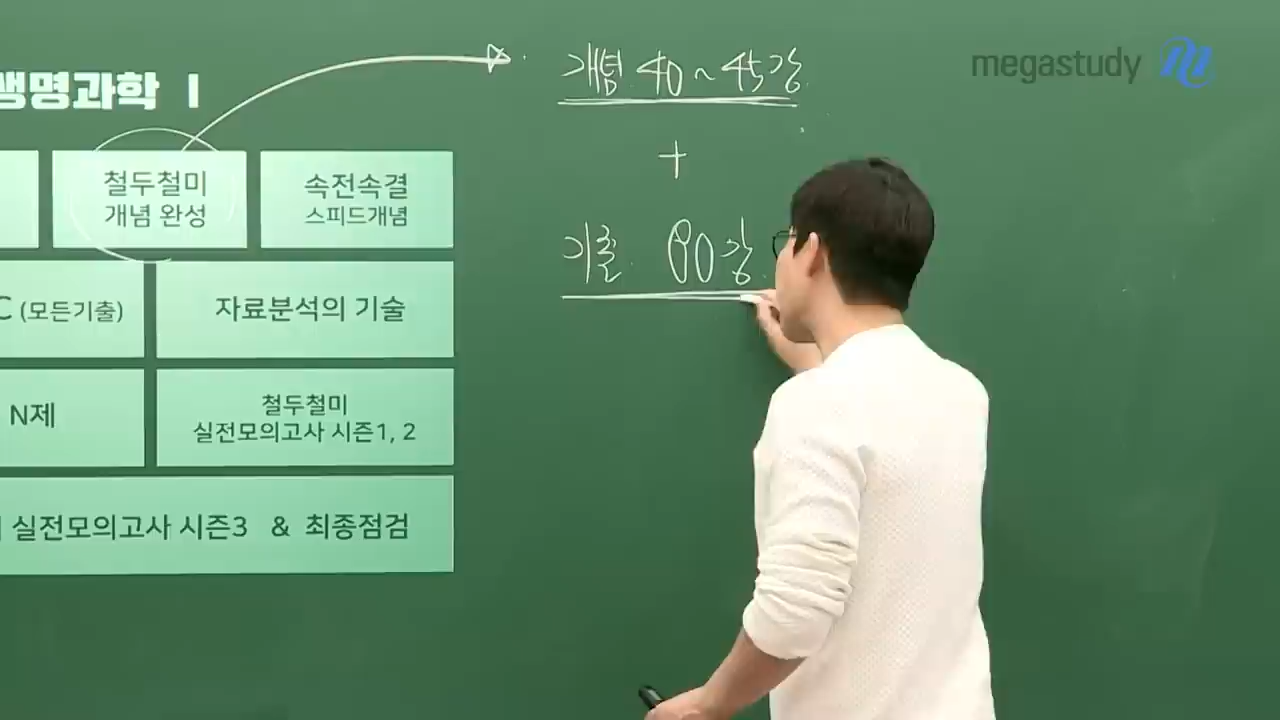 megastudy
생명과학 I
개념 40~45강
+
기출 80강
철두철미
개념 완성
속전속결
스피드개념
C (모든기출)
자료분석의 기술
N제
철두철미
실전모의고사 시즌1, 2
실전모의고사 시즌3 & 최종점검